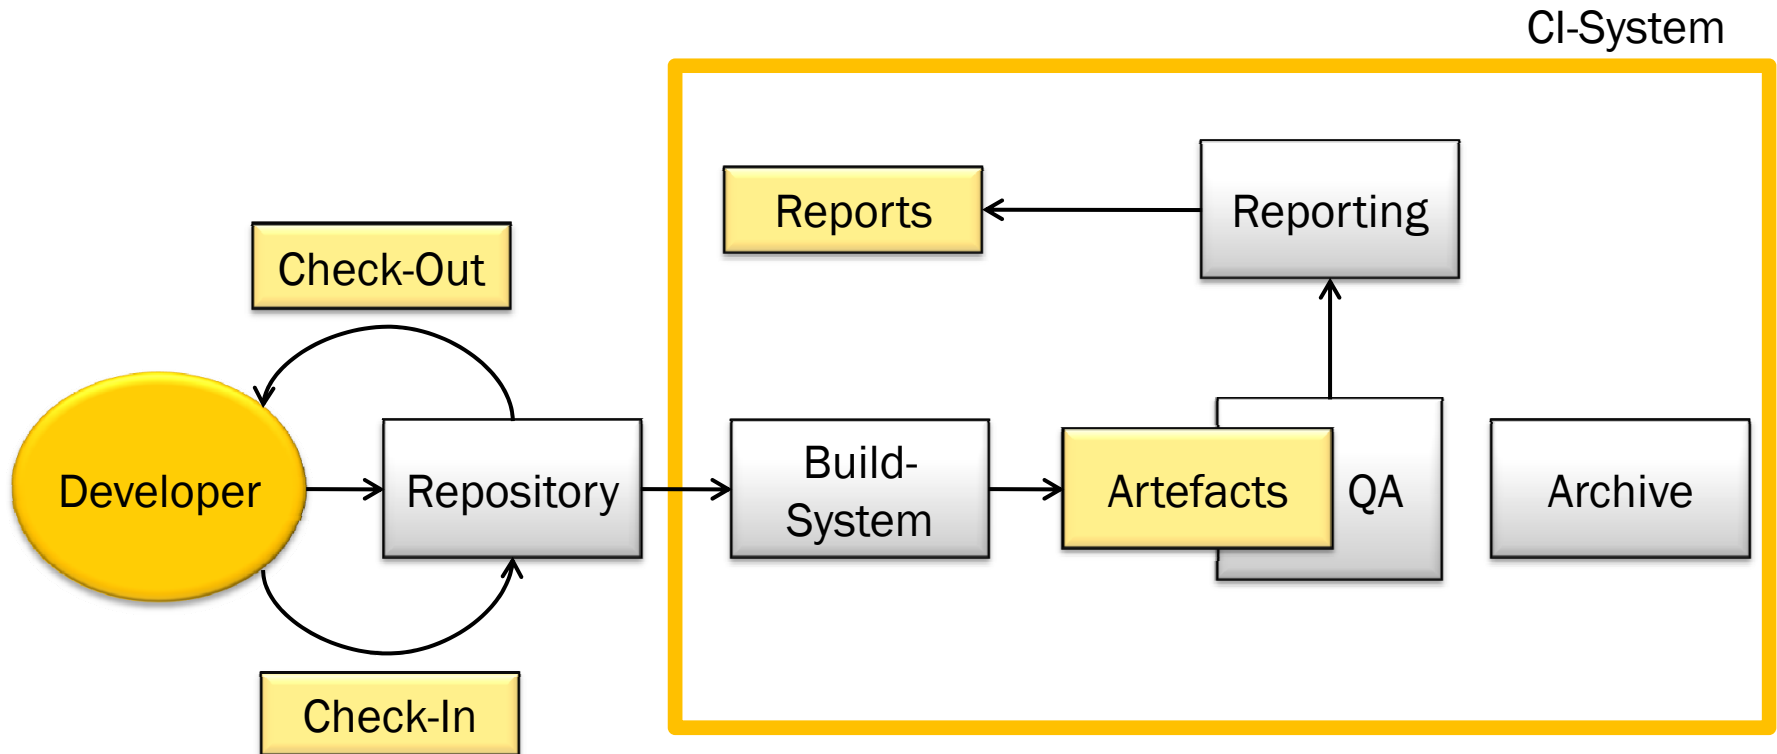 CI-System
Reports
Reporting
Check-Out
Developer
Repository
Build-
System
Artefacts
QA
Archive
Check-In